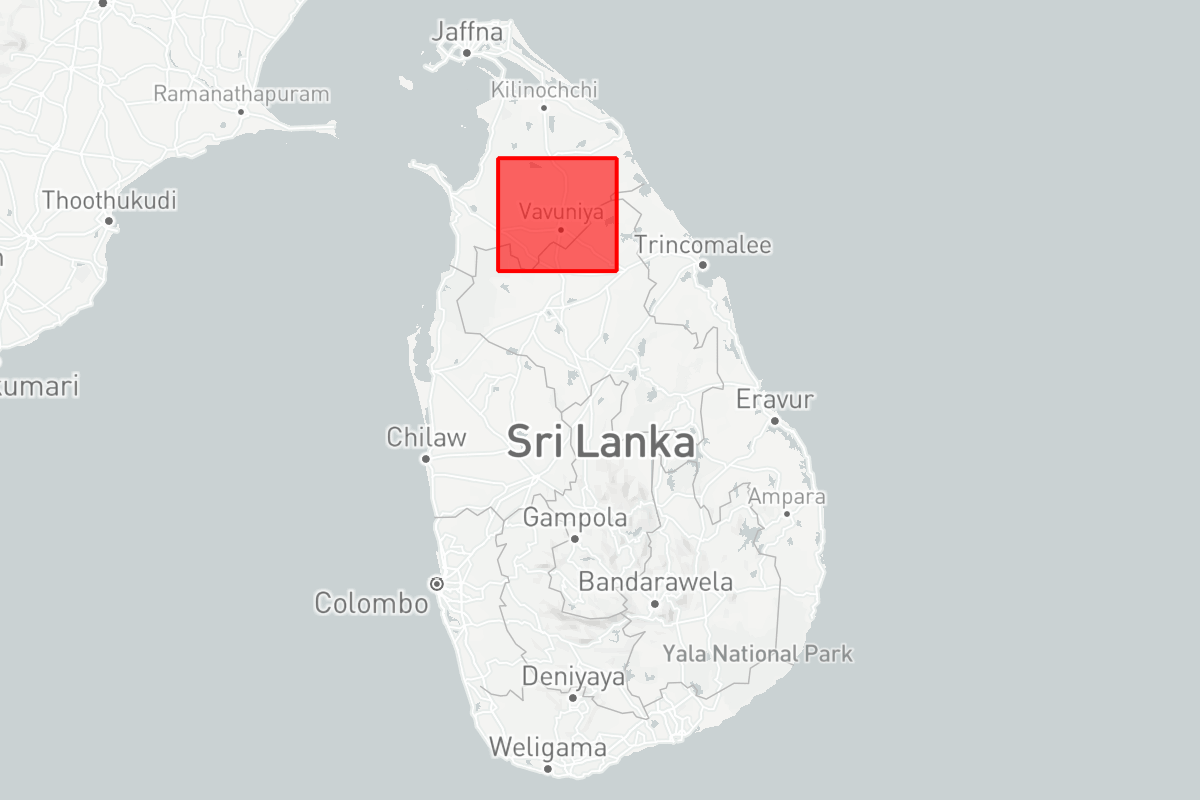 Jaffna
Kilinochchi
Ramanathapuram
Thoothukudi
Vavuniya
Trincomalee
kumari
Eravur
Chilaw
Sri Lanka
Ampara
Gampola
Bandarawela
Colombo
Yala National Park
Deniyaya
Weligama